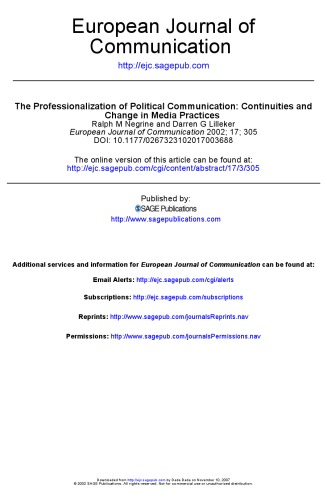 European Journal of
Communication
http://ejc.sagepub.com
The Professionalization of Political Communication: Continuities and
Change in Media Practices
Ralph M Negrine and Darren G Lilleker
European Journal of Communication 2002; 17; 305
DOI: 10.1177/0267323102017003688
The online version of this article can be found at:
http://ejc.sagepub.com/cgi/content/abstract/17/3/305
Published by:
SAGE Publications
http://www.sagepublications.com
Additional services and information for European Journal of Communication can be found at:
Email Alerts: http://ejc.sagepub.com/cgi/alerts
Subscriptions: http://ejc.sagepub.com/subscriptions
Reprints: http://www.sagepub.com/journalsReprints.nav
Permissions: http://www.sagepub.com/journalsPermissions.nav
Downloaded from http://ejc.sagepub.com by Dada Dada on November 10, 2007
© 2002 SAGE Publications. All rights reserved. Not for commercial use or unauthorized distribution.